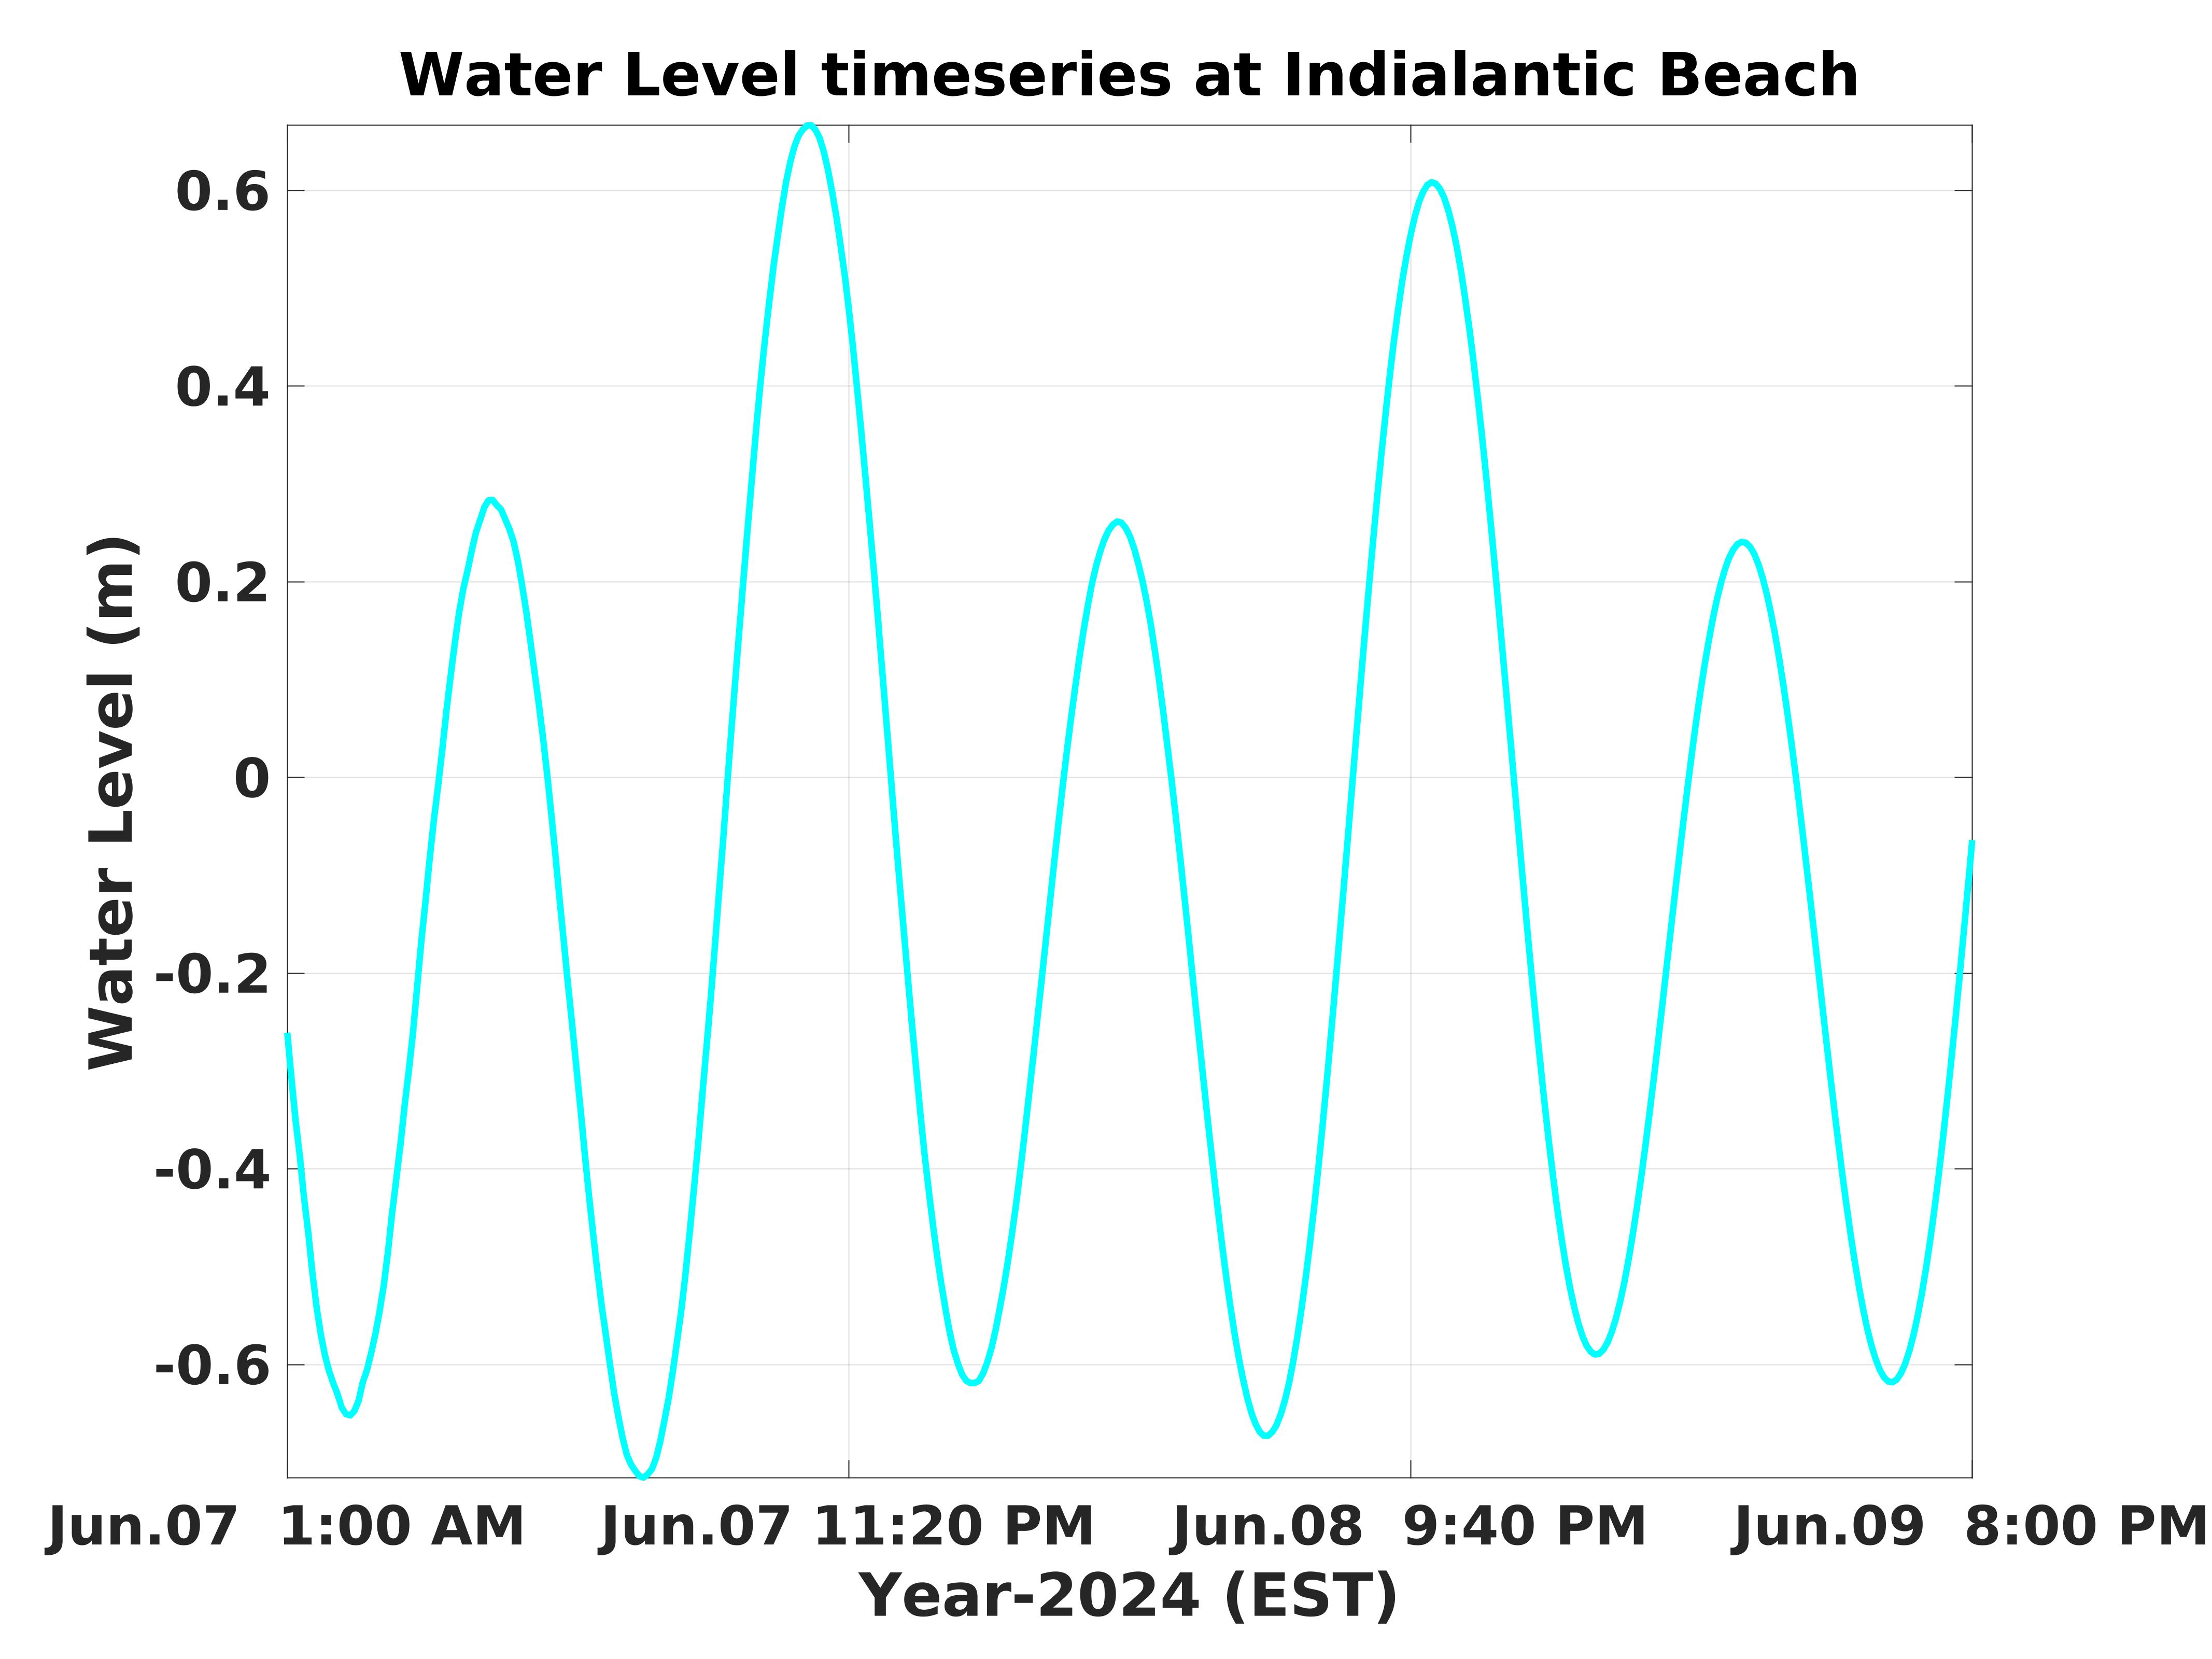 Water Level timeseries at Indialantic Beach
Water Level (m)
0.6
0.4
0.2
0
-0.2
-0.4
-0.6
Jun.07 1:00 AM Jun.07 11:20 PM Jun.08 9:40 PM Jun.09 8:00 PM
Year-2024 (EST)